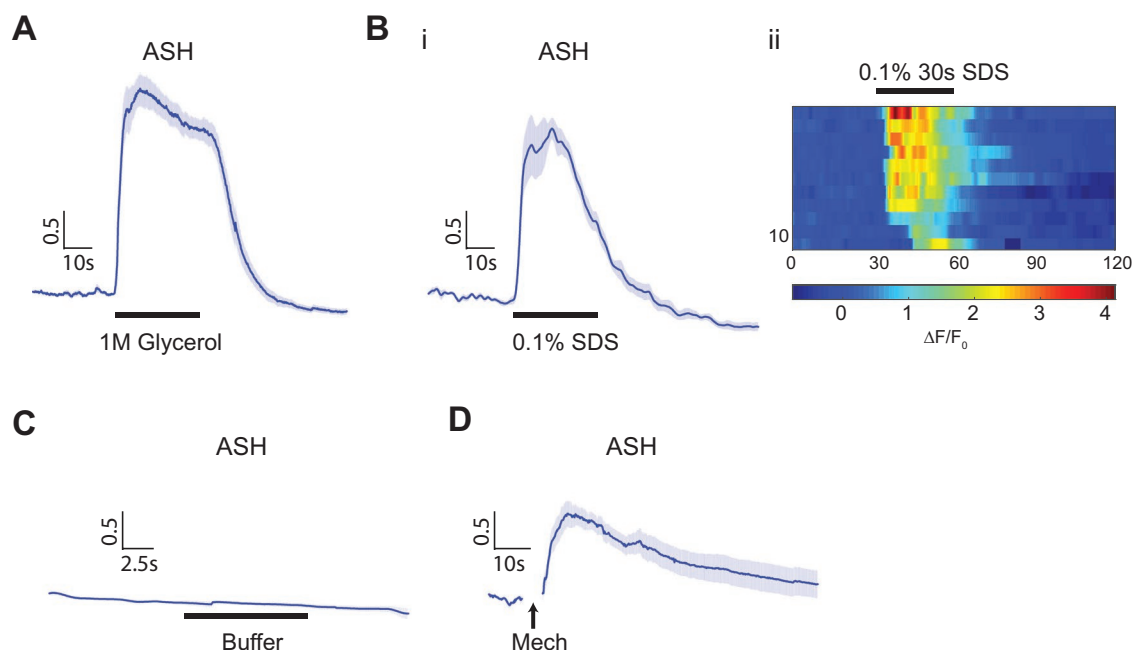 A
ASH
0.5
10s
1M Glycerol
B
i
ASH
0.5
10s
0.1% SDS
ii
0.1% 30s SDS
10
0 30 60 90 120
0 1 2 3 4
ΔF/F₀
C
ASH
0.5
2.5s
Buffer
D
ASH
0.5
10s
Mech